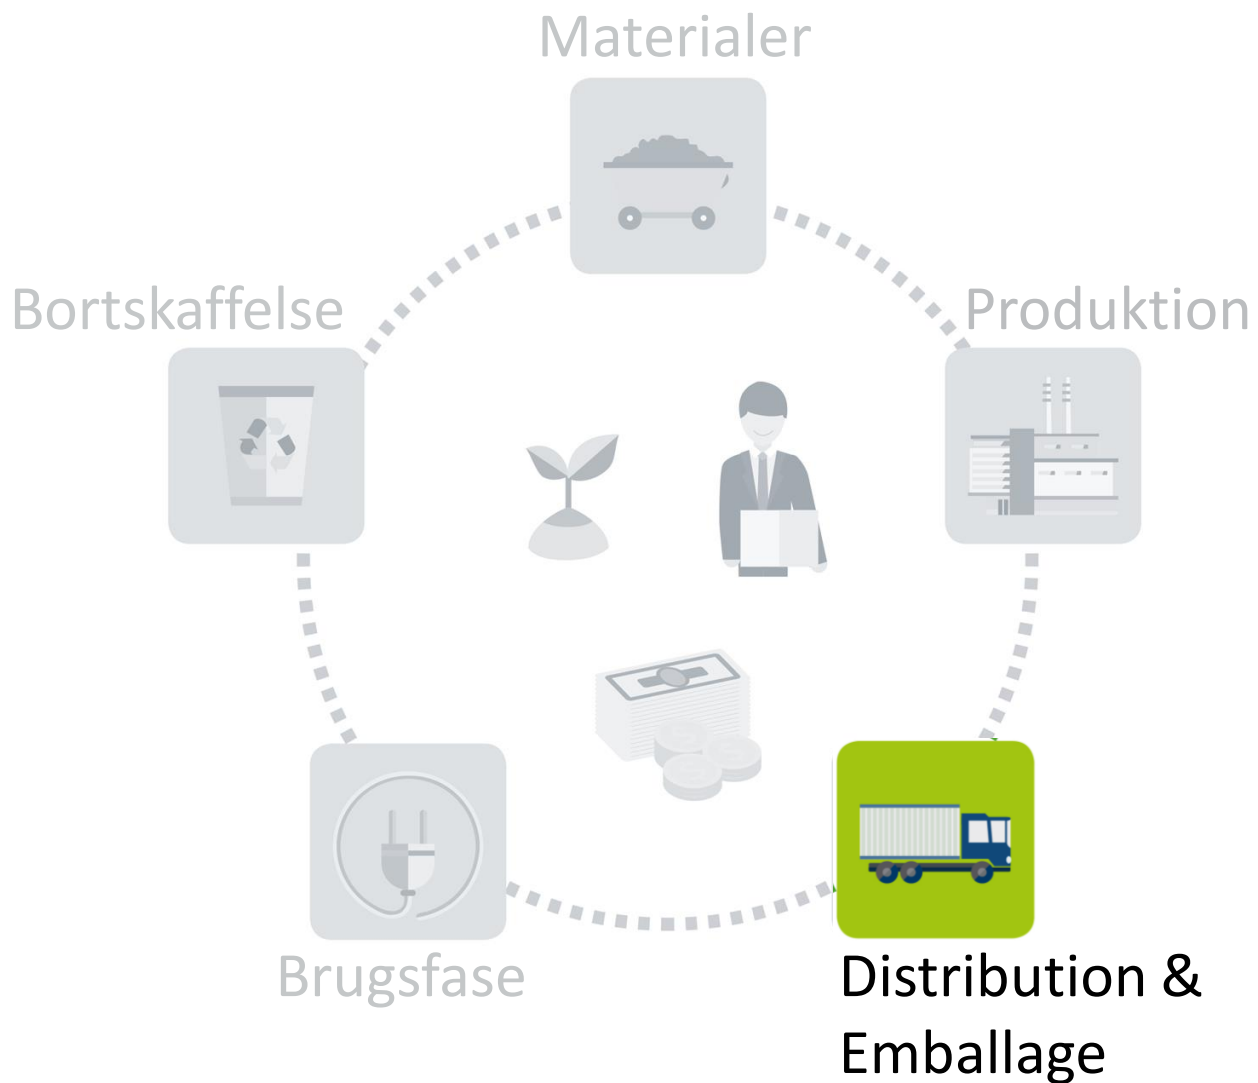 Materialer
Bortskaffelse
Produktion
Brugsfase
Distribution &
Emballage